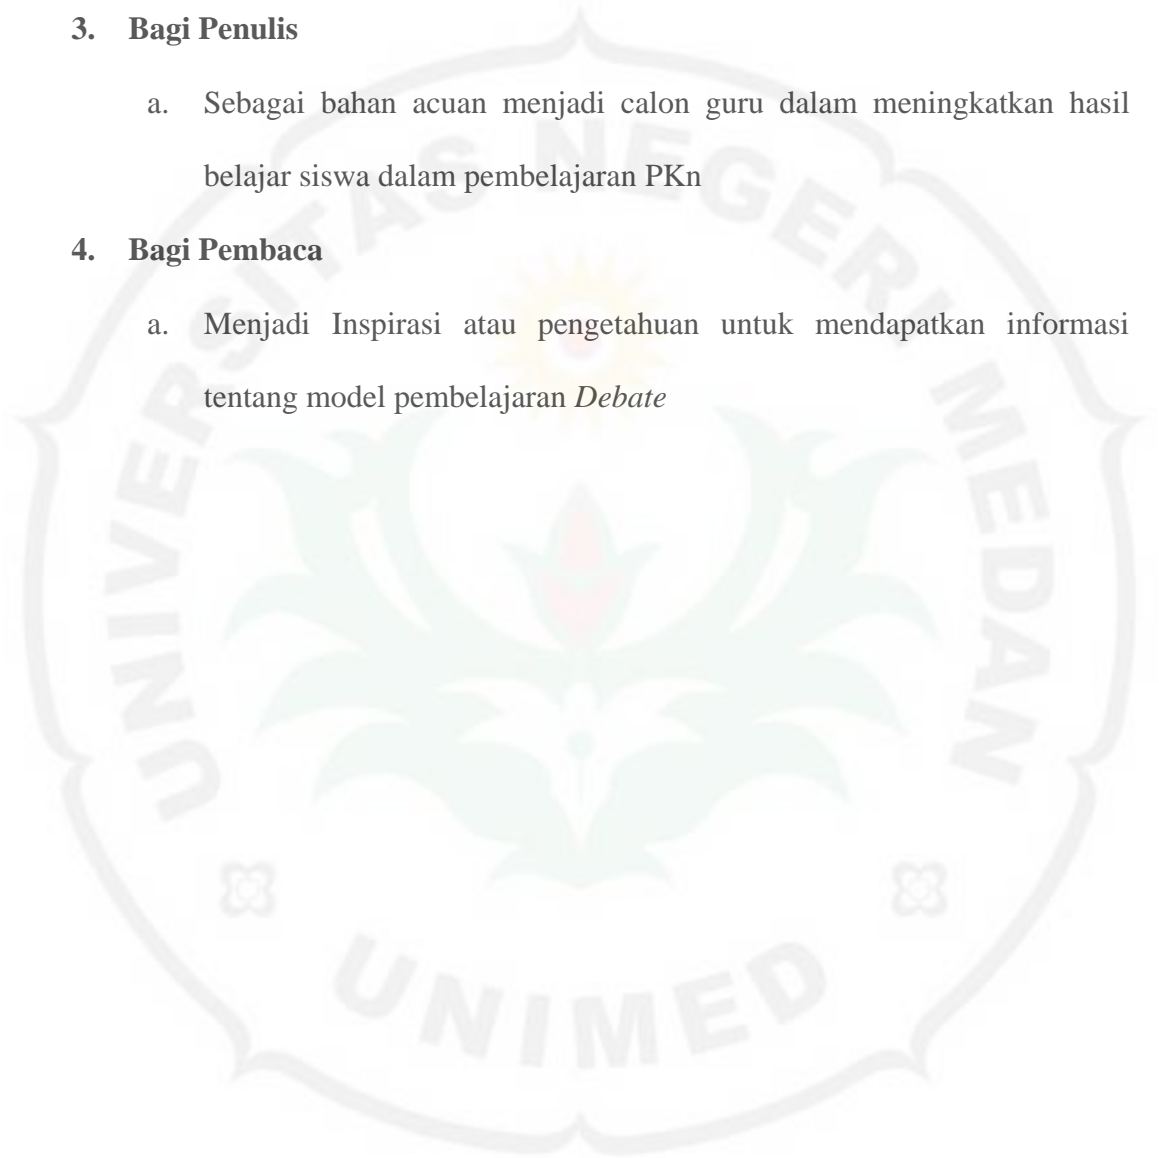 3. Bagi Penulis
a. Sebagai bahan acuan menjadi calon guru dalam meningkatkan hasil
belajar siswa dalam pembelajaran PKn
4. Bagi Pembaca
a. Menjadi Inspirasi atau pengetahuan untuk mendapatkan informasi
tentang model pembelajaran Debate
UNIVERSITAS NEGERI MEDAN
UNIMED